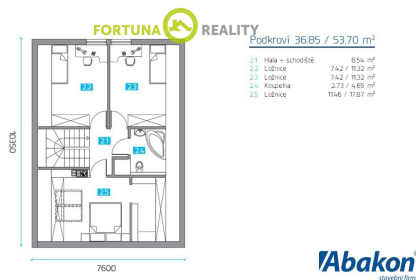 FORTUNA REALITY
Podkroví 36.85 / 53.70 m²
2.1 Hala + schodiště 8.54 m²
2.2 Ložnice 7.42 / 11.32 m²
2.3 Ložnice 7.42 / 11.32 m²
2.4 Koupelna 2.73 / 4.65 m²
2.5 Ložnice 11.46 / 17.87 m²
2.2
2.3
2.1
2.4
2.5
10350
7600
Abakon
stavební firma